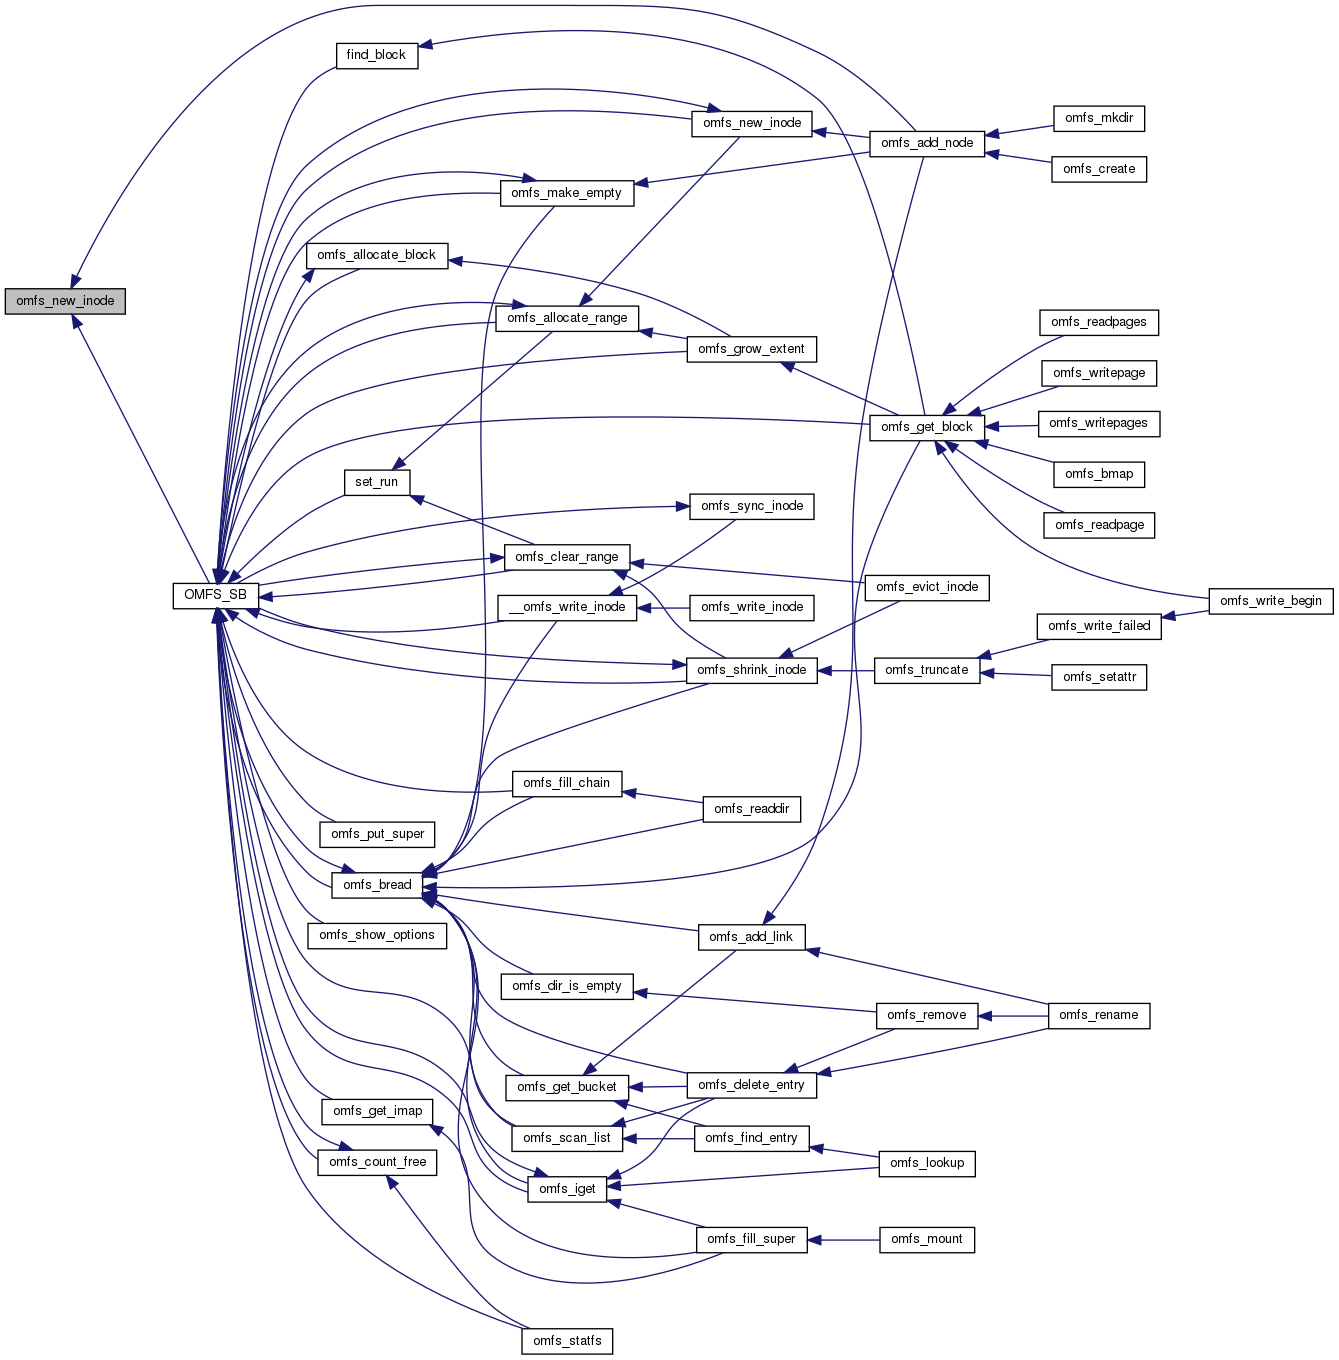 find_block
omfs_new_inode
omfs_mkdir
omfs_add_node
omfs_create
omfs_make_empty
omfs_allocate_block
omfs_new_inode
omfs_allocate_range
omfs_readpages
omfs_grow_extent
omfs_writepage
omfs_writepages
omfs_get_block
omfs_bmap
set_run
omfs_sync_inode
omfs_readpage
omfs_clear_range
omfs_evict_inode
OMFS_SB
__omfs_write_inode
omfs_write_inode
omfs_write_begin
omfs_write_failed
omfs_shrink_inode
omfs_truncate
omfs_setattr
omfs_fill_chain
omfs_readdir
omfs_put_super
omfs_bread
omfs_show_options
omfs_add_link
omfs_dir_is_empty
omfs_remove
omfs_rename
omfs_get_bucket
omfs_delete_entry
omfs_get_imap
omfs_scan_list
omfs_find_entry
omfs_count_free
omfs_lookup
omfs_iget
omfs_fill_super
omfs_mount
omfs_statfs